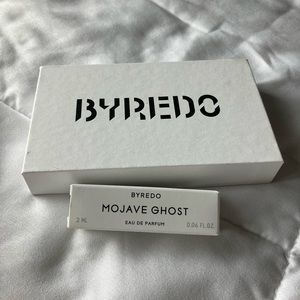 BYREDO
BYREDO
MOJAVE GHOST
EAU DE PARFUM
2 ML 0.06 FL.OZ.